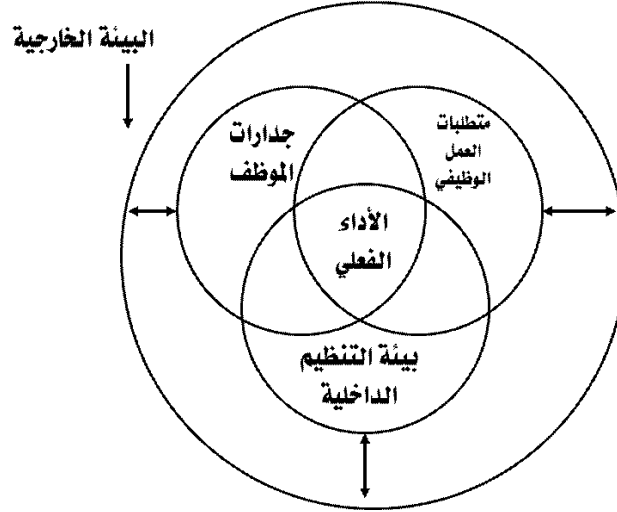 البيئة الخارجية
متطلبات
العمل
الوظيفي
جدارات
الموظف
الأداء
الفعلي
بيئة التنظيم
الداخلية